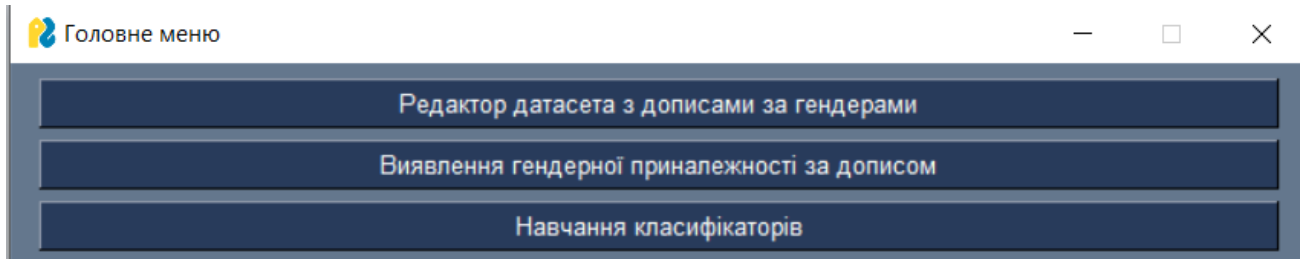 Головне меню
Редактор датасета з дописами за гендерами
Виявлення гендерної приналежності за дописом
Навчання класифікаторів